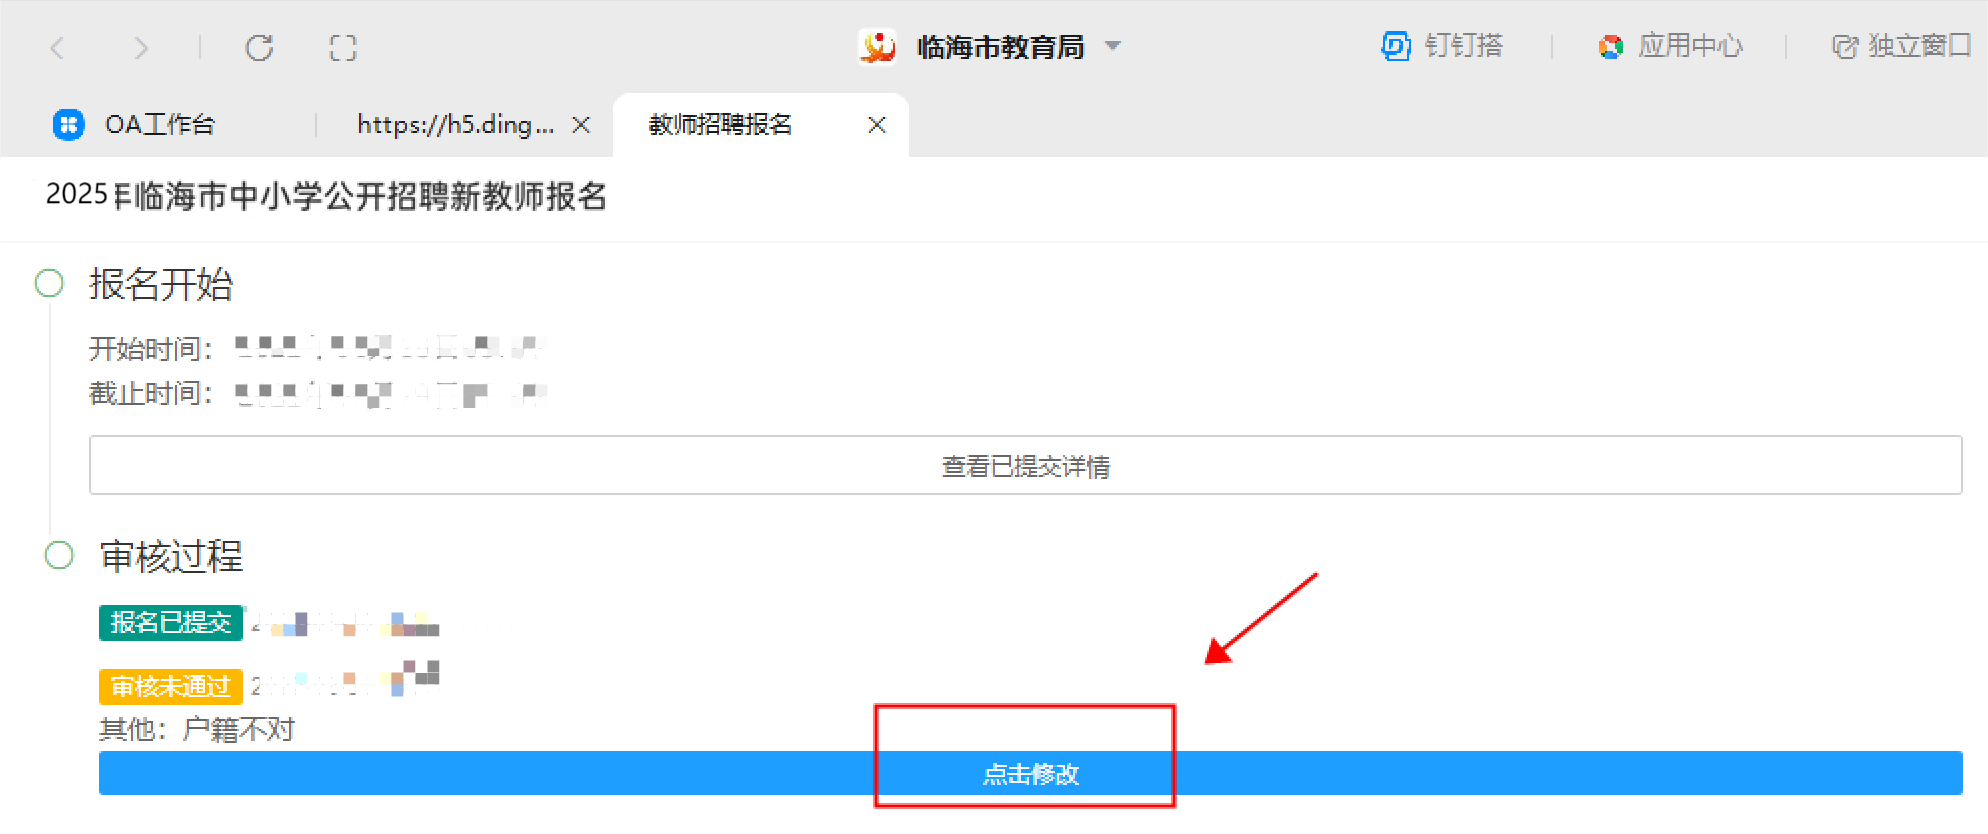 临海市教育局
钉钉搭
应用中心
独立窗口
OA工作台
https://h5.ding...
教师招聘报名
2025年临海市中小学公开招聘新教师报名
报名开始
开始时间：
截止时间：
查看已提交详情
审核过程
报名已提交 2
审核未通过 2
其他：户籍不对
点击修改